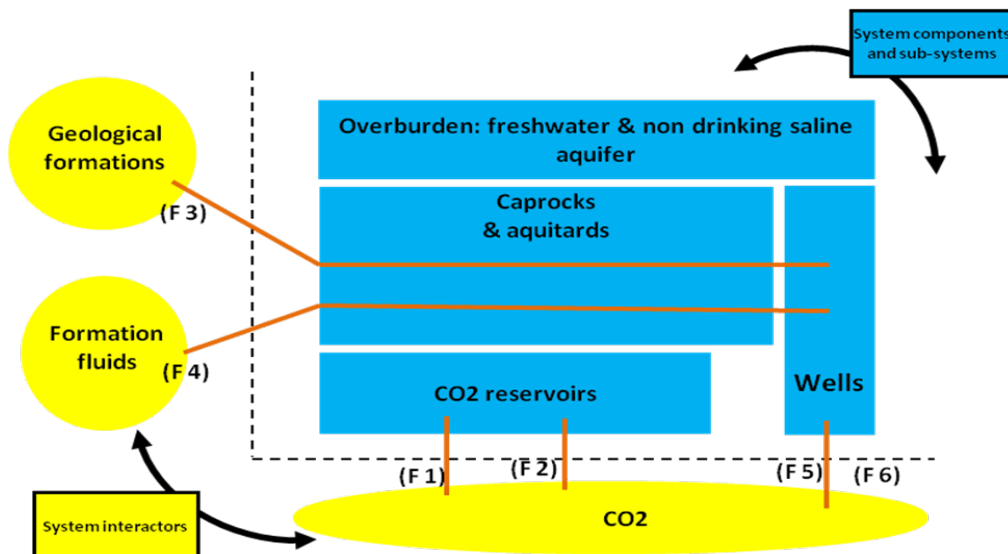 System components
and sub-systems
Geological
formations
Overburden: freshwater & non drinking saline
aquifer
(F 3)
Caprocks
& aquitards
Formation
fluids
(F 4)
CO2 reservoirs
Wells
(F 1)
(F 2)
(F 5)
(F 6)
CO2
System interactors